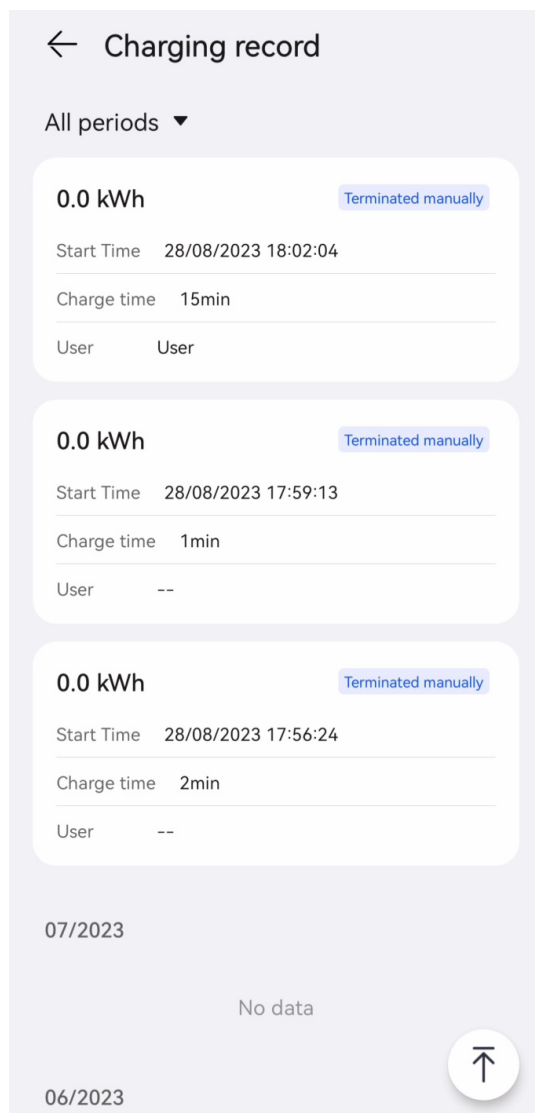 Charging record
All periods
0.0 kWh Terminated manually
Start Time 28/08/2023 18:02:04
Charge time 15min
User User
0.0 kWh Terminated manually
Start Time 28/08/2023 17:59:13
Charge time 1min
User --
0.0 kWh Terminated manually
Start Time 28/08/2023 17:56:24
Charge time 2min
User --
07/2023
No data
06/2023